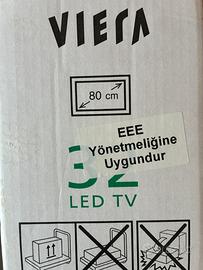 VIERA
80 cm
EEE
Yönetmeliğine
Uygundur
32
LED TV